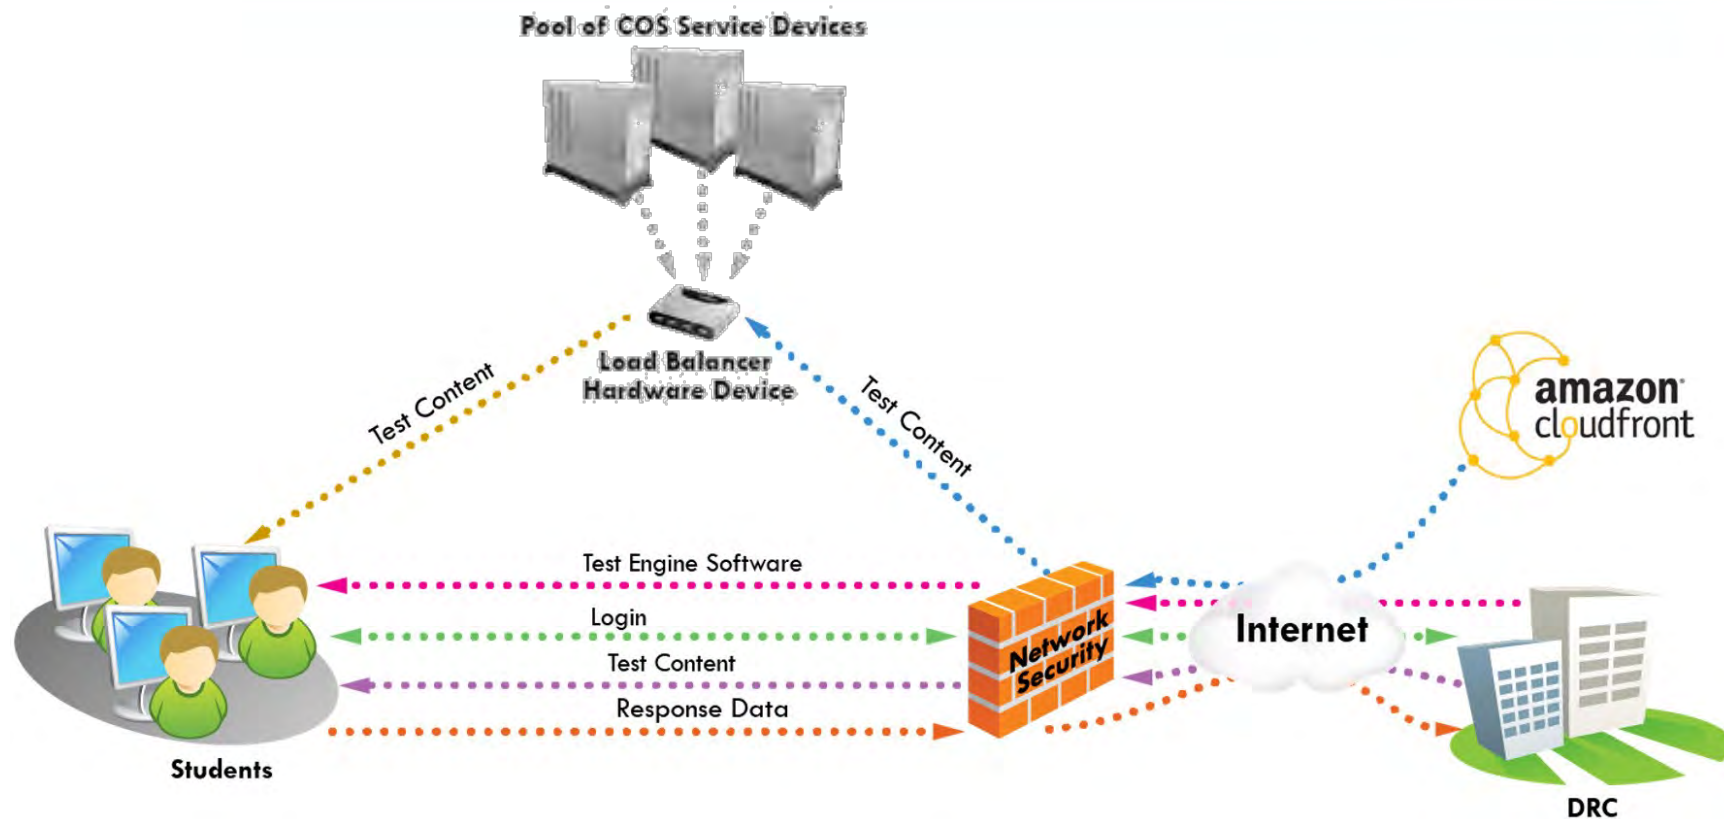 Pool of COS Service Devices
Load Balancer
Hardware Device
Test Content
Test Content
amazon
cloudfront
Test Engine Software
Login
Test Content
Response Data
Network
Security
Internet
Students
DRC